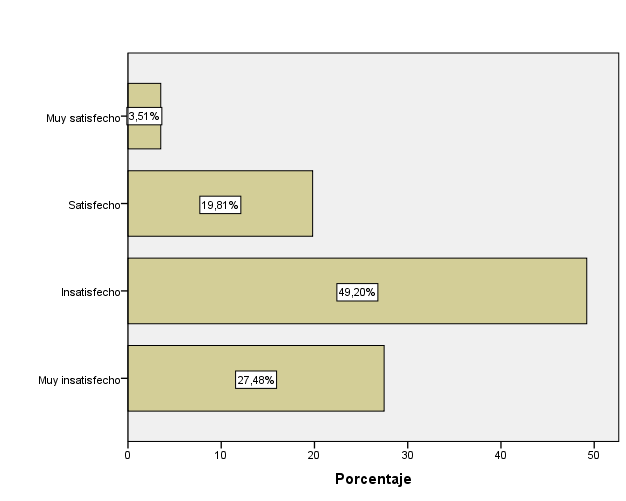 Muy satisfecho
3,51%
Satisfecho
19,81%
Insatisfecho
49,20%
Muy insatisfecho
27,48%
0 10 20 30 40 50
Porcentaje